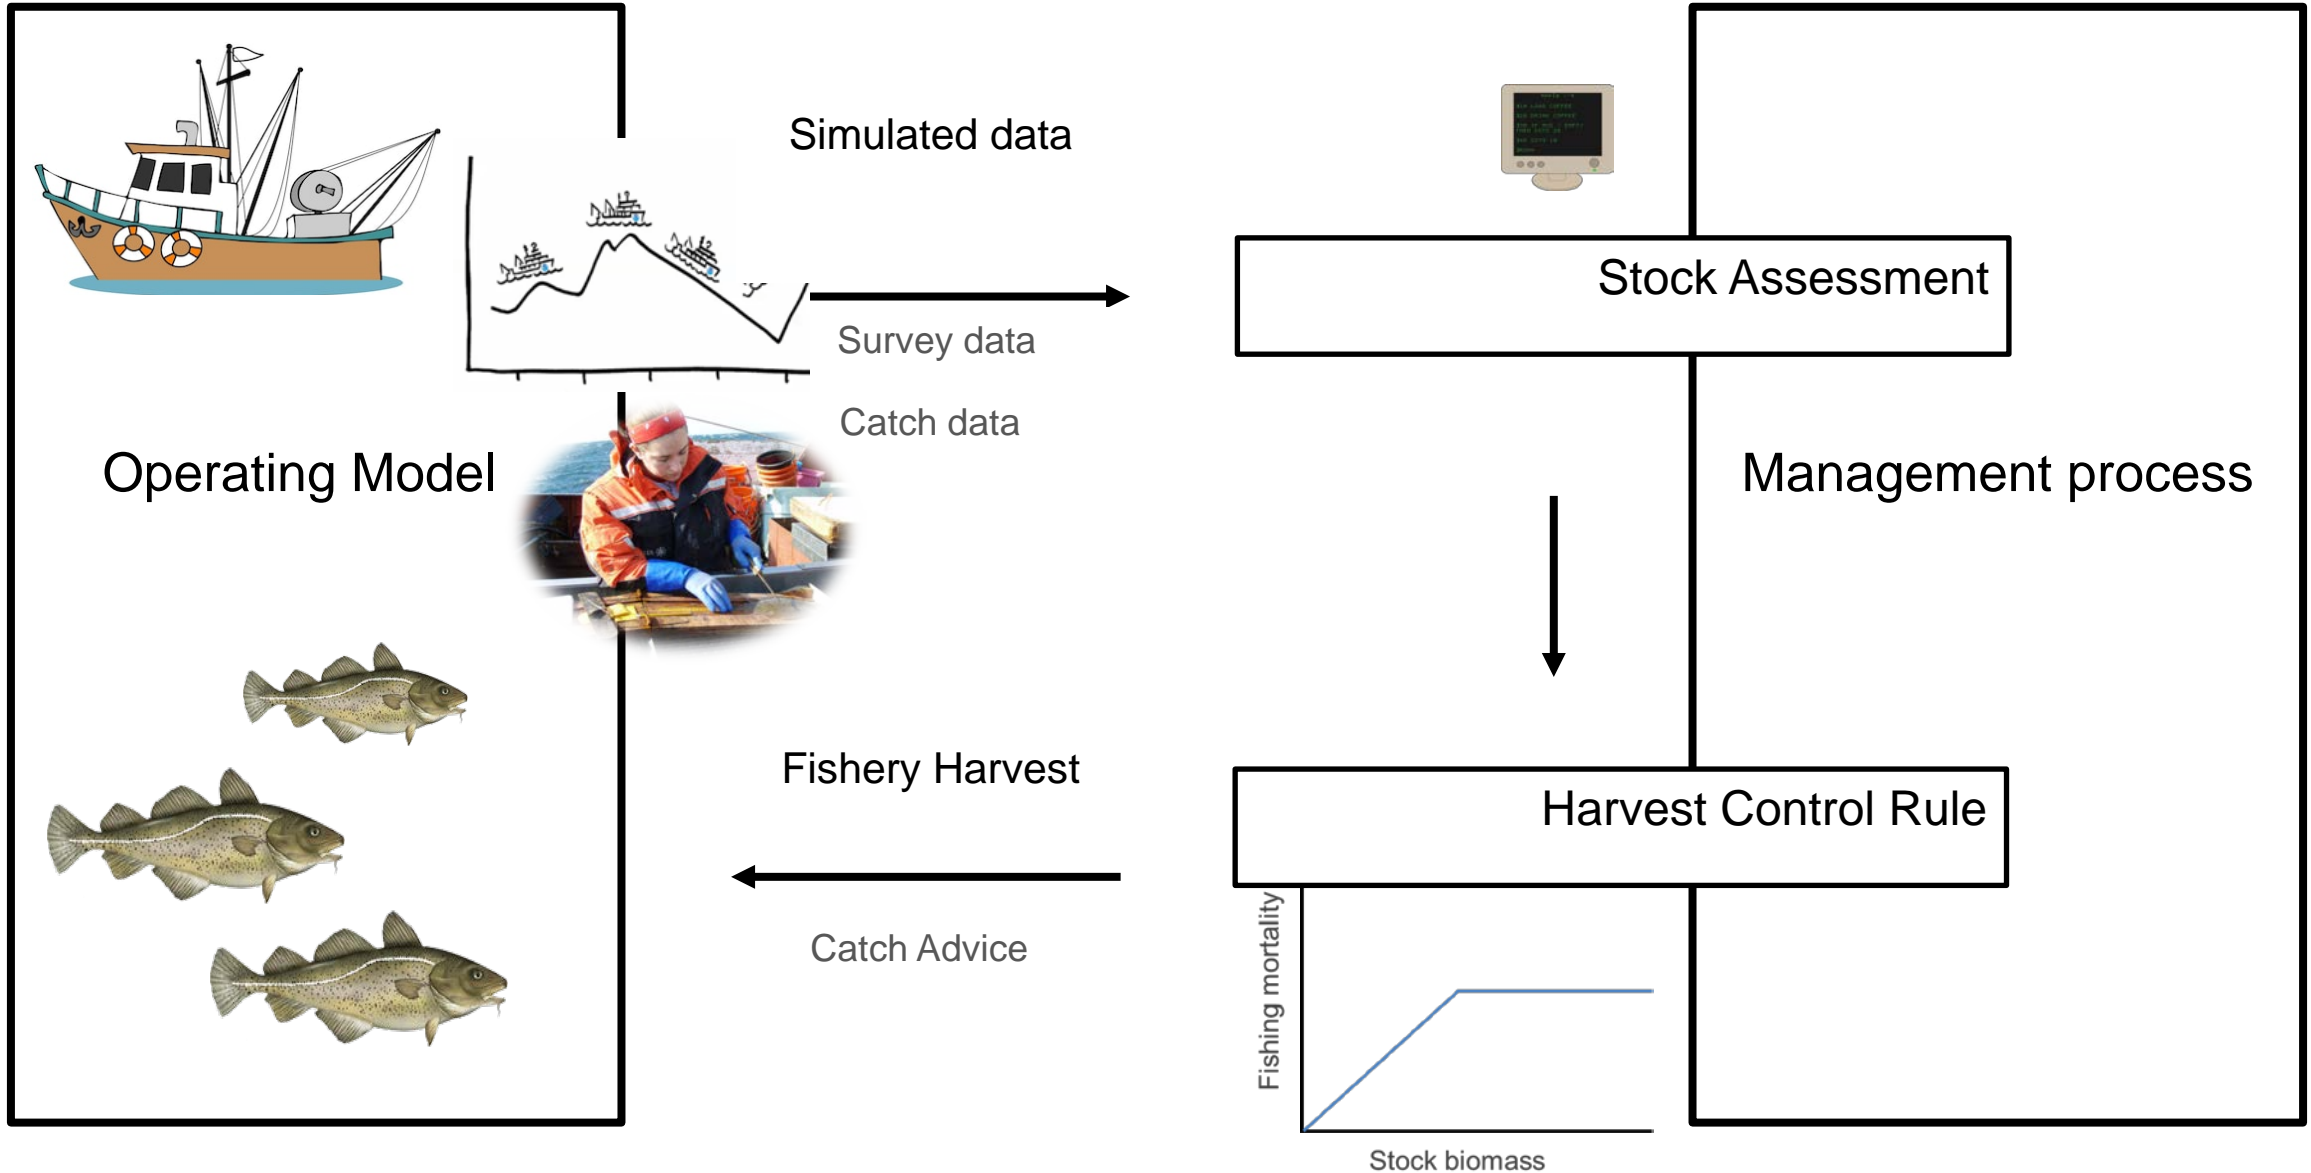 Simulated data
Stock Assessment
Survey data
Catch data
Operating Model
Management process
Fishery Harvest
Harvest Control Rule
Catch Advice
Fishing mortality
Stock biomass